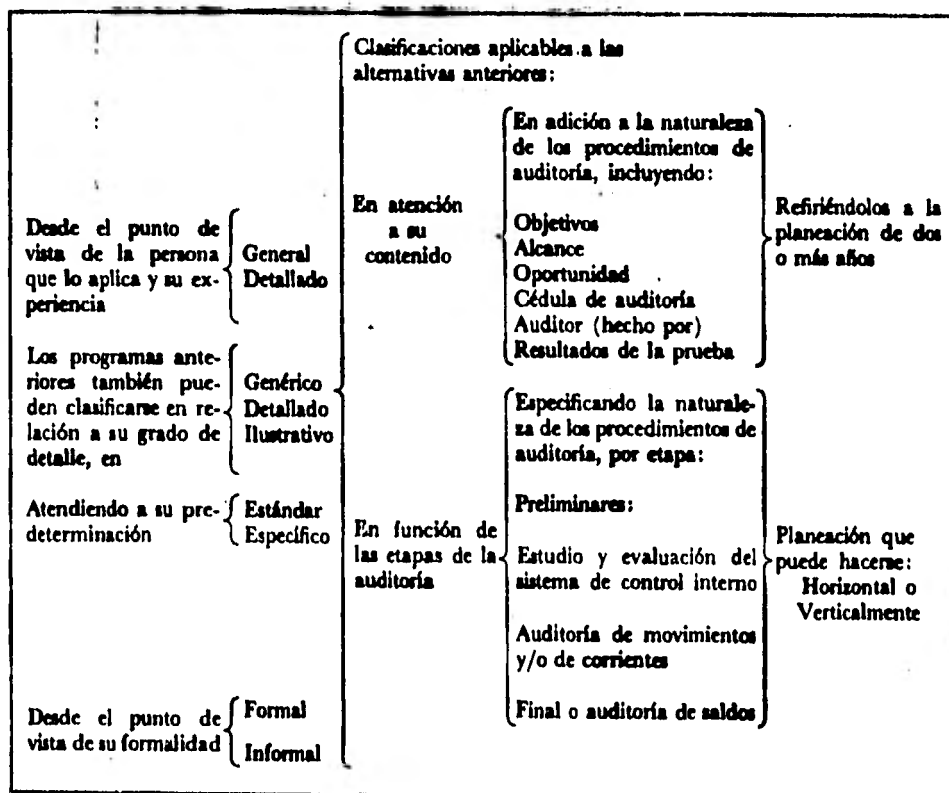 Desde el punto de
vista de la persona
que lo aplica y su ex-
periencia
General
Detallado
Los programas ante-
riores también pue-
den clasificarse en re-
lación a su grado de
detalle, en
Genérico
Detallado
Ilustrativo
Atendiendo a su pre-
determinación
Estándar
Específico
Desde el punto de
vista de su formalidad
Formal
Informal
Clasificaciones aplicables a las
alternativas anteriores:
En atención
a su
contenido
En adición a la naturaleza
de los procedimientos de
auditoría, incluyendo:
Objetivos
Alcance
Oportunidad
Cédula de auditoría
Auditor (hecho por)
Resultados de la prueba
Refiriéndolos a la
planeación de dos
o más años
En función de
las etapas de la
auditoría
Especificando la naturale-
za de los procedimientos de
auditoría, por etapa:
Preliminares:
Estudio y evaluación del
sistema de control interno
Auditoría de movimientos
y/o de corrientes
Final o auditoría de saldos
Planeación que
puede hacerse:
Horizontal o
Verticalmente